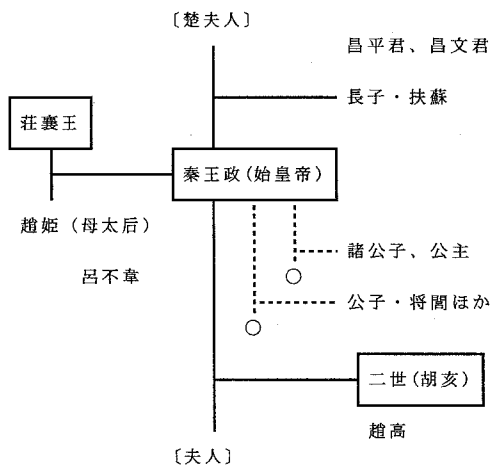 〔楚夫人〕
昌平君、昌文君
長子・扶蘇
荘襄王
秦王政(始皇帝)
趙姫(母太后)
呂不韋
諸公子、公主
公子・将閭ほか
二世(胡亥)
趙高
〔夫人〕